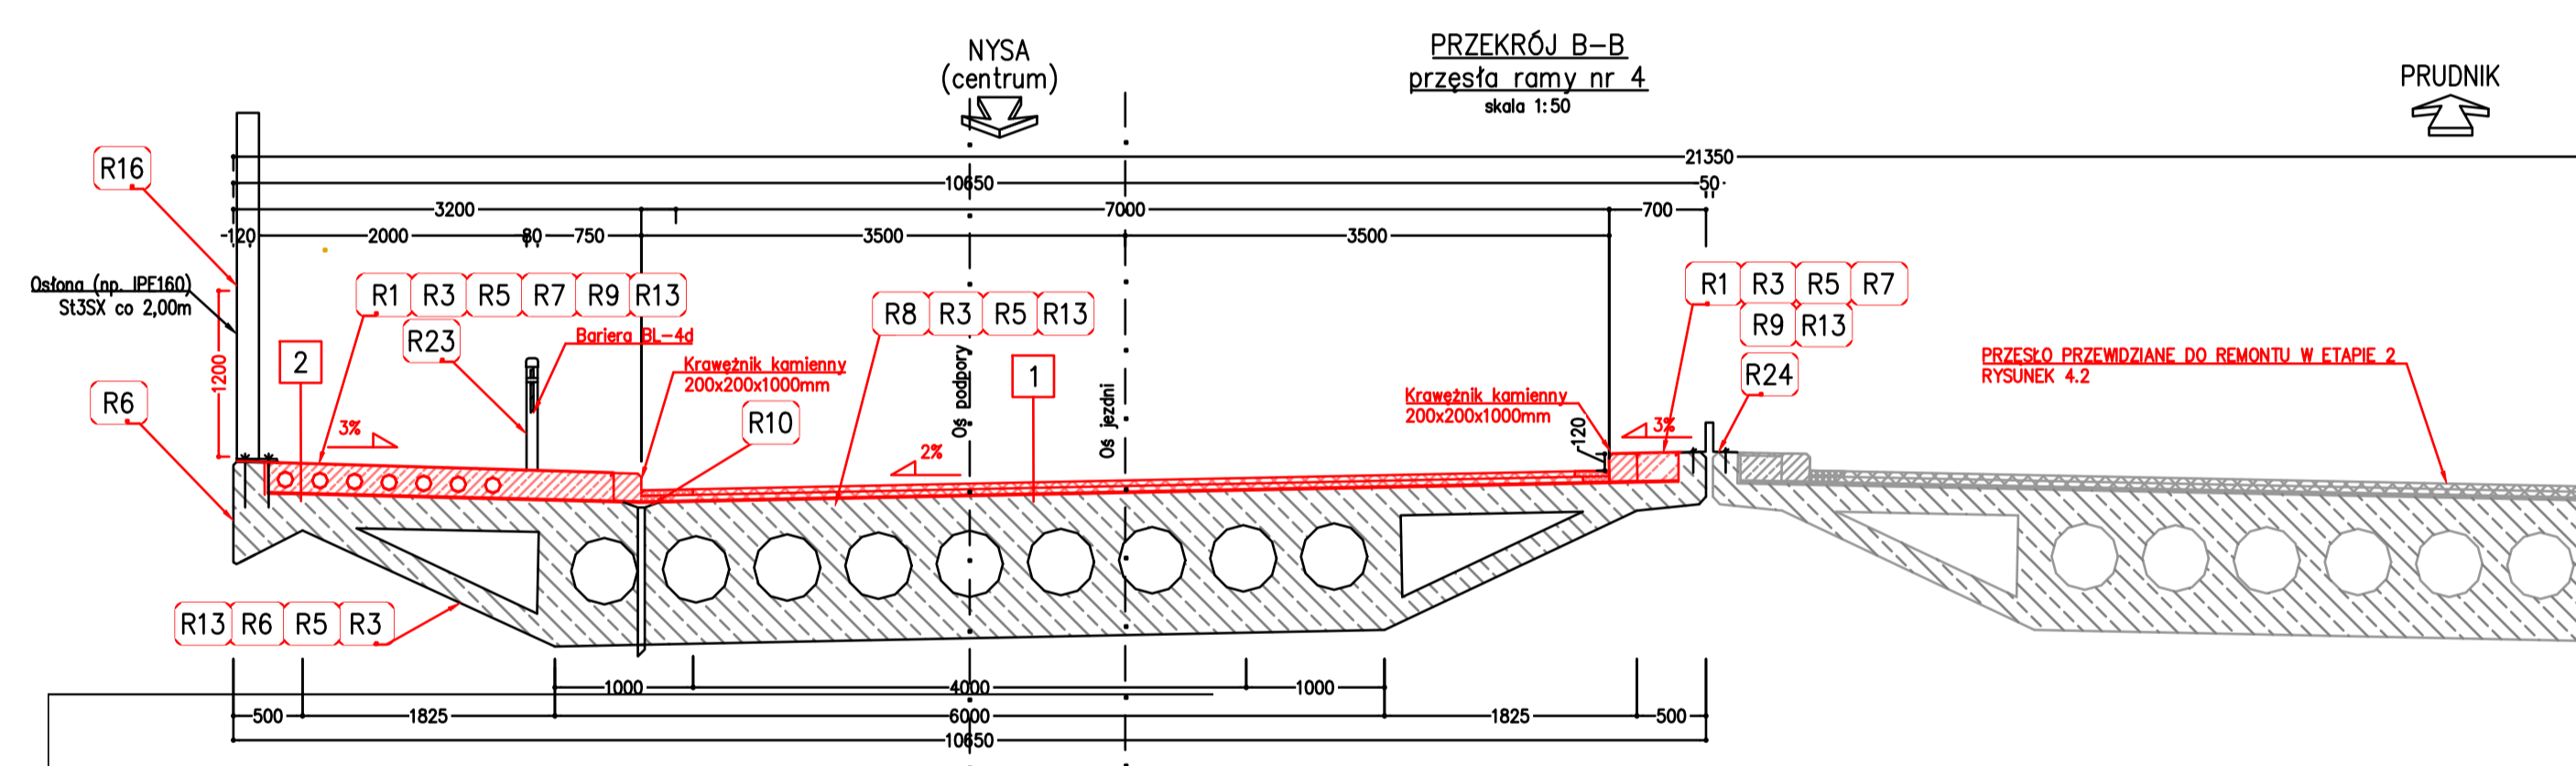 NYSA
(centrum)
PRZEKRÓJ B-B
przęsła ramy nr 4
skala 1:50
PRUDNIK
21350
10650
50
3200
7000
700
120
2000
80
750
3500
3500
R16
Osłona (np. IPE160)
St3SX co 2,00m
1200
R6
R1 R3 R5 R7 R9 R13
R23
Bariera BL-4d
2
3%
Krawężnik kamienny
200x200x1000mm
R10
R8 R3 R5 R13
1
2%
Oś podpory
Oś jezdni
Krawężnik kamienny
200x200x1000mm
120
3%
R1 R3 R5 R7
R9 R13
R24
PRZĘSŁO PRZEWIDZIANE DO REMONTU W ETAPIE 2
RYSUNEK 4.2
R13 R6 R5 R3
1000
4000
1000
500
1825
6000
1825
500
10650